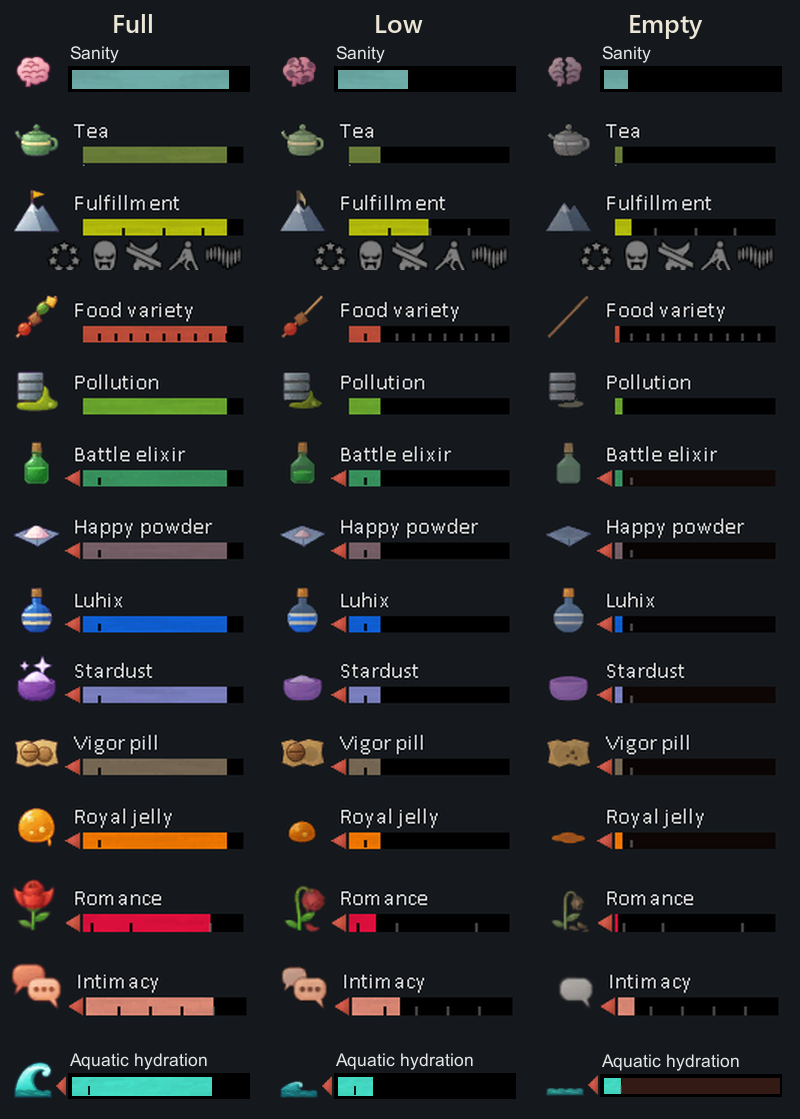 Full Low Empty
Sanity Sanity Sanity
Tea Tea Tea
Fulfillment Fulfillment Fulfillment
Food variety Food variety Food variety
Pollution Pollution Pollution
Battle elixir Battle elixir Battle elixir
Happy powder Happy powder Happy powder
Luhix Luhix Luhix
Stardust Stardust Stardust
Vigor pill Vigor pill Vigor pill
Royal jelly Royal jelly Royal jelly
Romance Romance Romance
Intimacy Intimacy Intimacy
Aquatic hydration Aquatic hydration Aquatic hydration